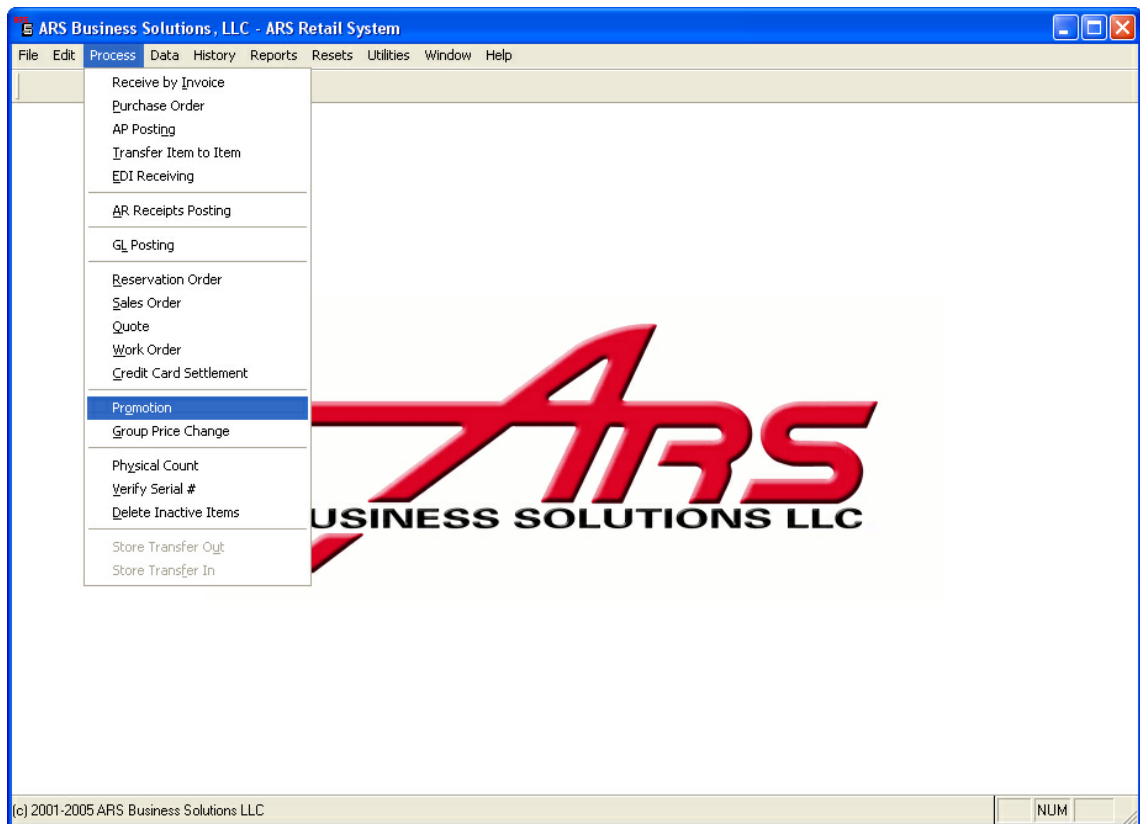 ARS Business Solutions, LLC - ARS Retail System
File Edit Process Data History Reports Resets Utilities Window Help
Receive by Invoice
Purchase Order
AP Posting
Transfer Item to Item
EDI Receiving
AR Receipts Posting
GL Posting
Reservation Order
Sales Order
Quote
Work Order
Credit Card Settlement
Promotion
Group Price Change
Physical Count
Verify Serial #
Delete Inactive Items
Store Transfer Out
Store Transfer In
ARS
USINESS SOLUTIONS LLC
(c) 2001-2005 ARS Business Solutions LLC
NUM